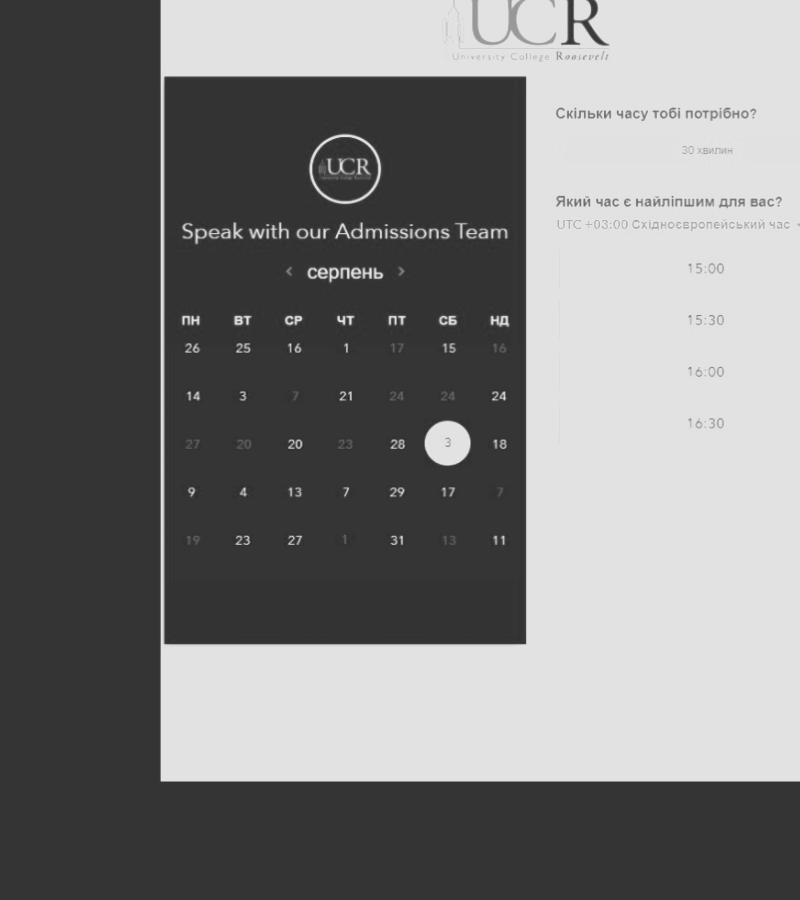 UCR
University College Roosevelt
UCR
Speak with our Admissions Team
< серпень >
ПН ВТ СР ЧТ ПТ СБ НД
26 25 16 1 17 15 16
14 3 7 21 24 24 24
27 20 20 23 28 3 18
9 4 13 7 29 17 7
19 23 27 1 31 13 11
Скільки часу тобі потрібно?
30 хвилин
Який час є найліпшим для вас?
UTC +03:00 Східноєвропейський час
15:00
15:30
16:00
16:30